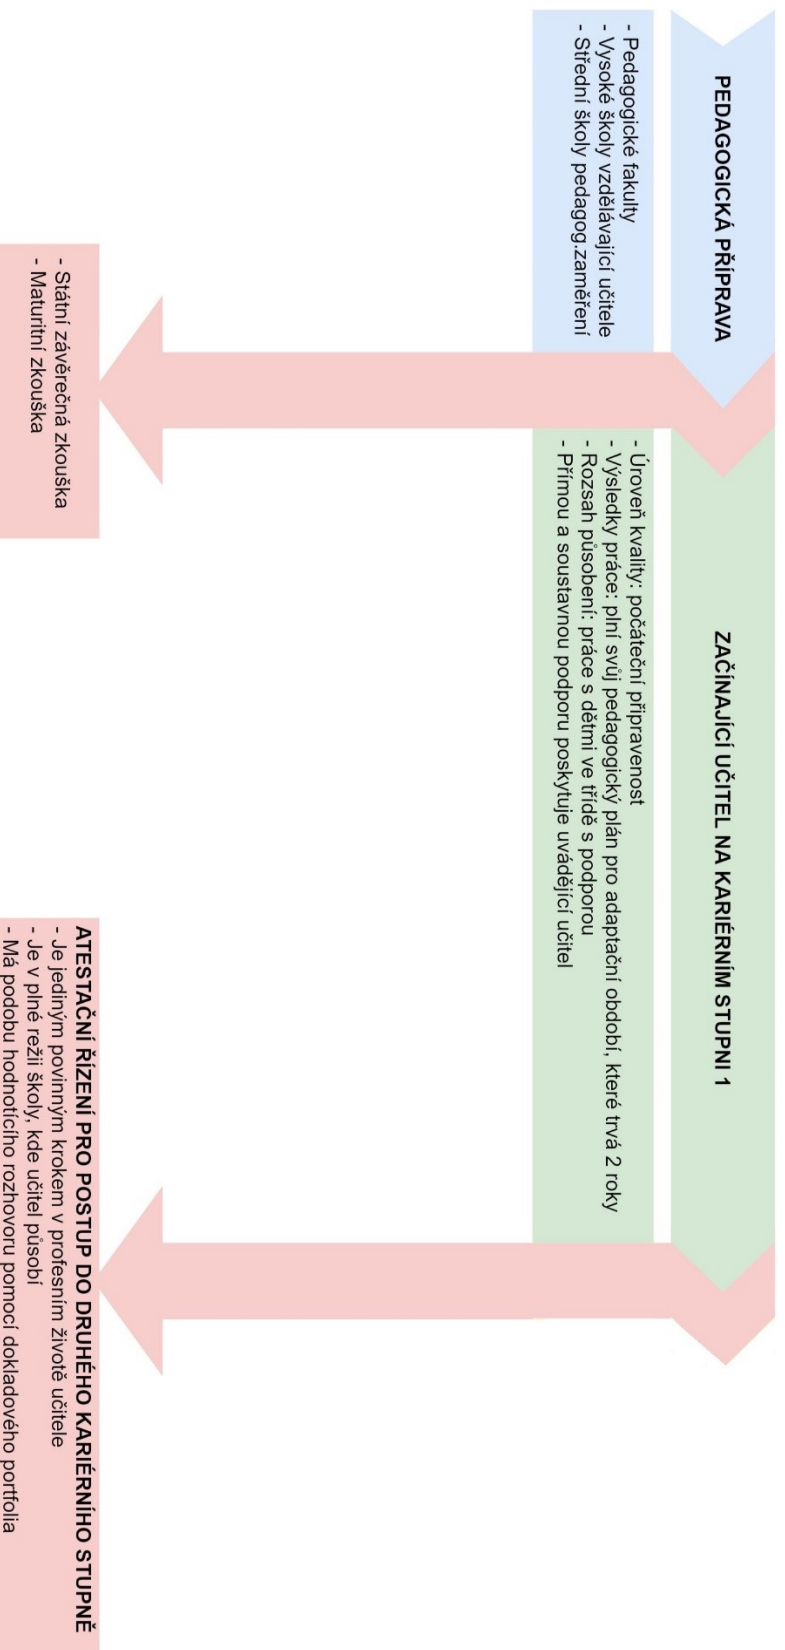 PEDAGOGICKÁ PŘÍPRAVA
- Pedagogické fakulty
- Vysoké školy vzdělávající učitele
- Střední školy pedagog.zaměření
- Státní závěrečná zkouška
- Maturitní zkouška
ZAČÍNAJÍCÍ UČITEL NA KARIÉRNÍM STUPNI 1
- Úroveň kvality: počáteční připravenost
- Výsledky práce: plní svůj pedagogický plán pro adaptační období, které trvá 2 roky
- Rozsah působení: práce s dětmi ve třídě s podporou
- Přímou a soustavnou podporu poskytuje uvádějící učitel
ATESTAČNÍ ŘÍZENÍ PRO POSTUP DO DRUHÉHO KARIÉRNÍHO STUPNĚ
- Je jediným povinným krokem v profesním životě učitele
- Je v plné režii školy, kde učitel působí
- Má podobu hodnotícího rozhovoru pomocí dokladového portfolia